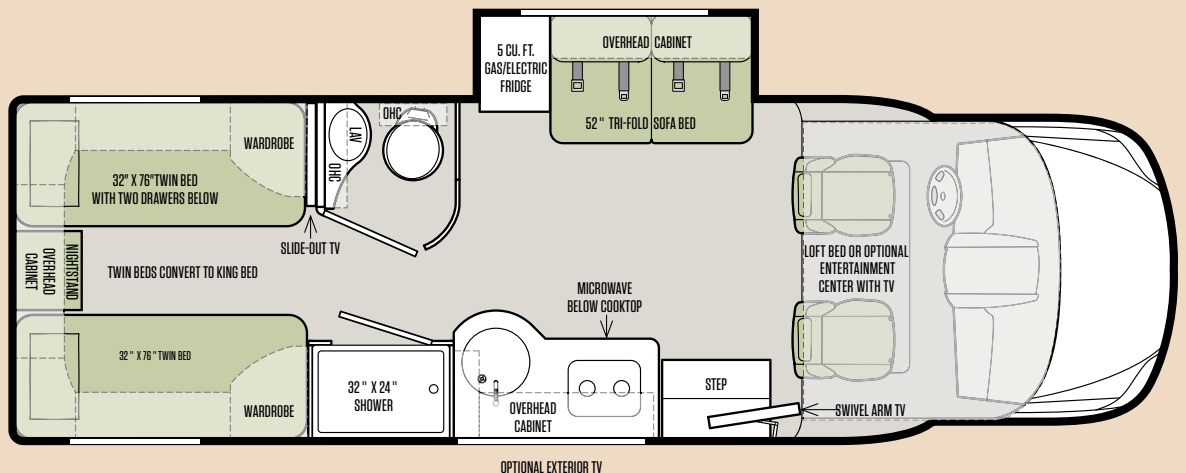 5 CU. FT.
GAS/ELECTRIC
FRIDGE
OVERHEAD CABINET
52" TRI-FOLD SOFA BED
WARDROBE
OHC
LAV
OHC
32" X 76"TWIN BED
WITH TWO DRAWERS BELOW
SLIDE-OUT TV
NIGHTSTAND
OVERHEAD
CABINET
TWIN BEDS CONVERT TO KING BED
LOFT BED OR OPTIONAL
ENTERTAINMENT
CENTER WITH TV
MICROWAVE
BELOW COOKTOP
32" X 76" TWIN BED
WARDROBE
32" X 24"
SHOWER
OVERHEAD
CABINET
STEP
SWIVEL ARM TV
OPTIONAL EXTERIOR TV